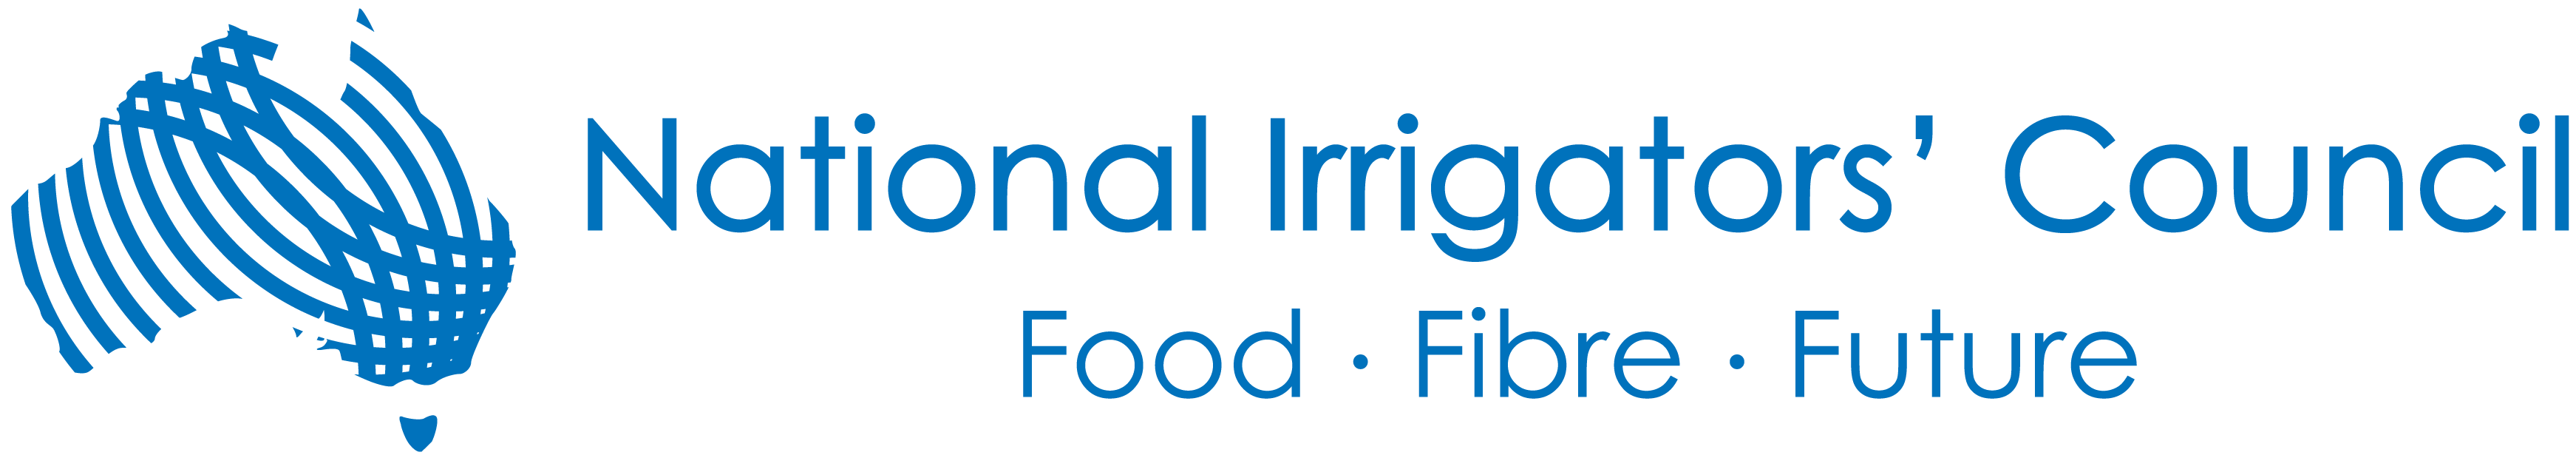 National Irrigators’ Council
Food · Fibre · Future